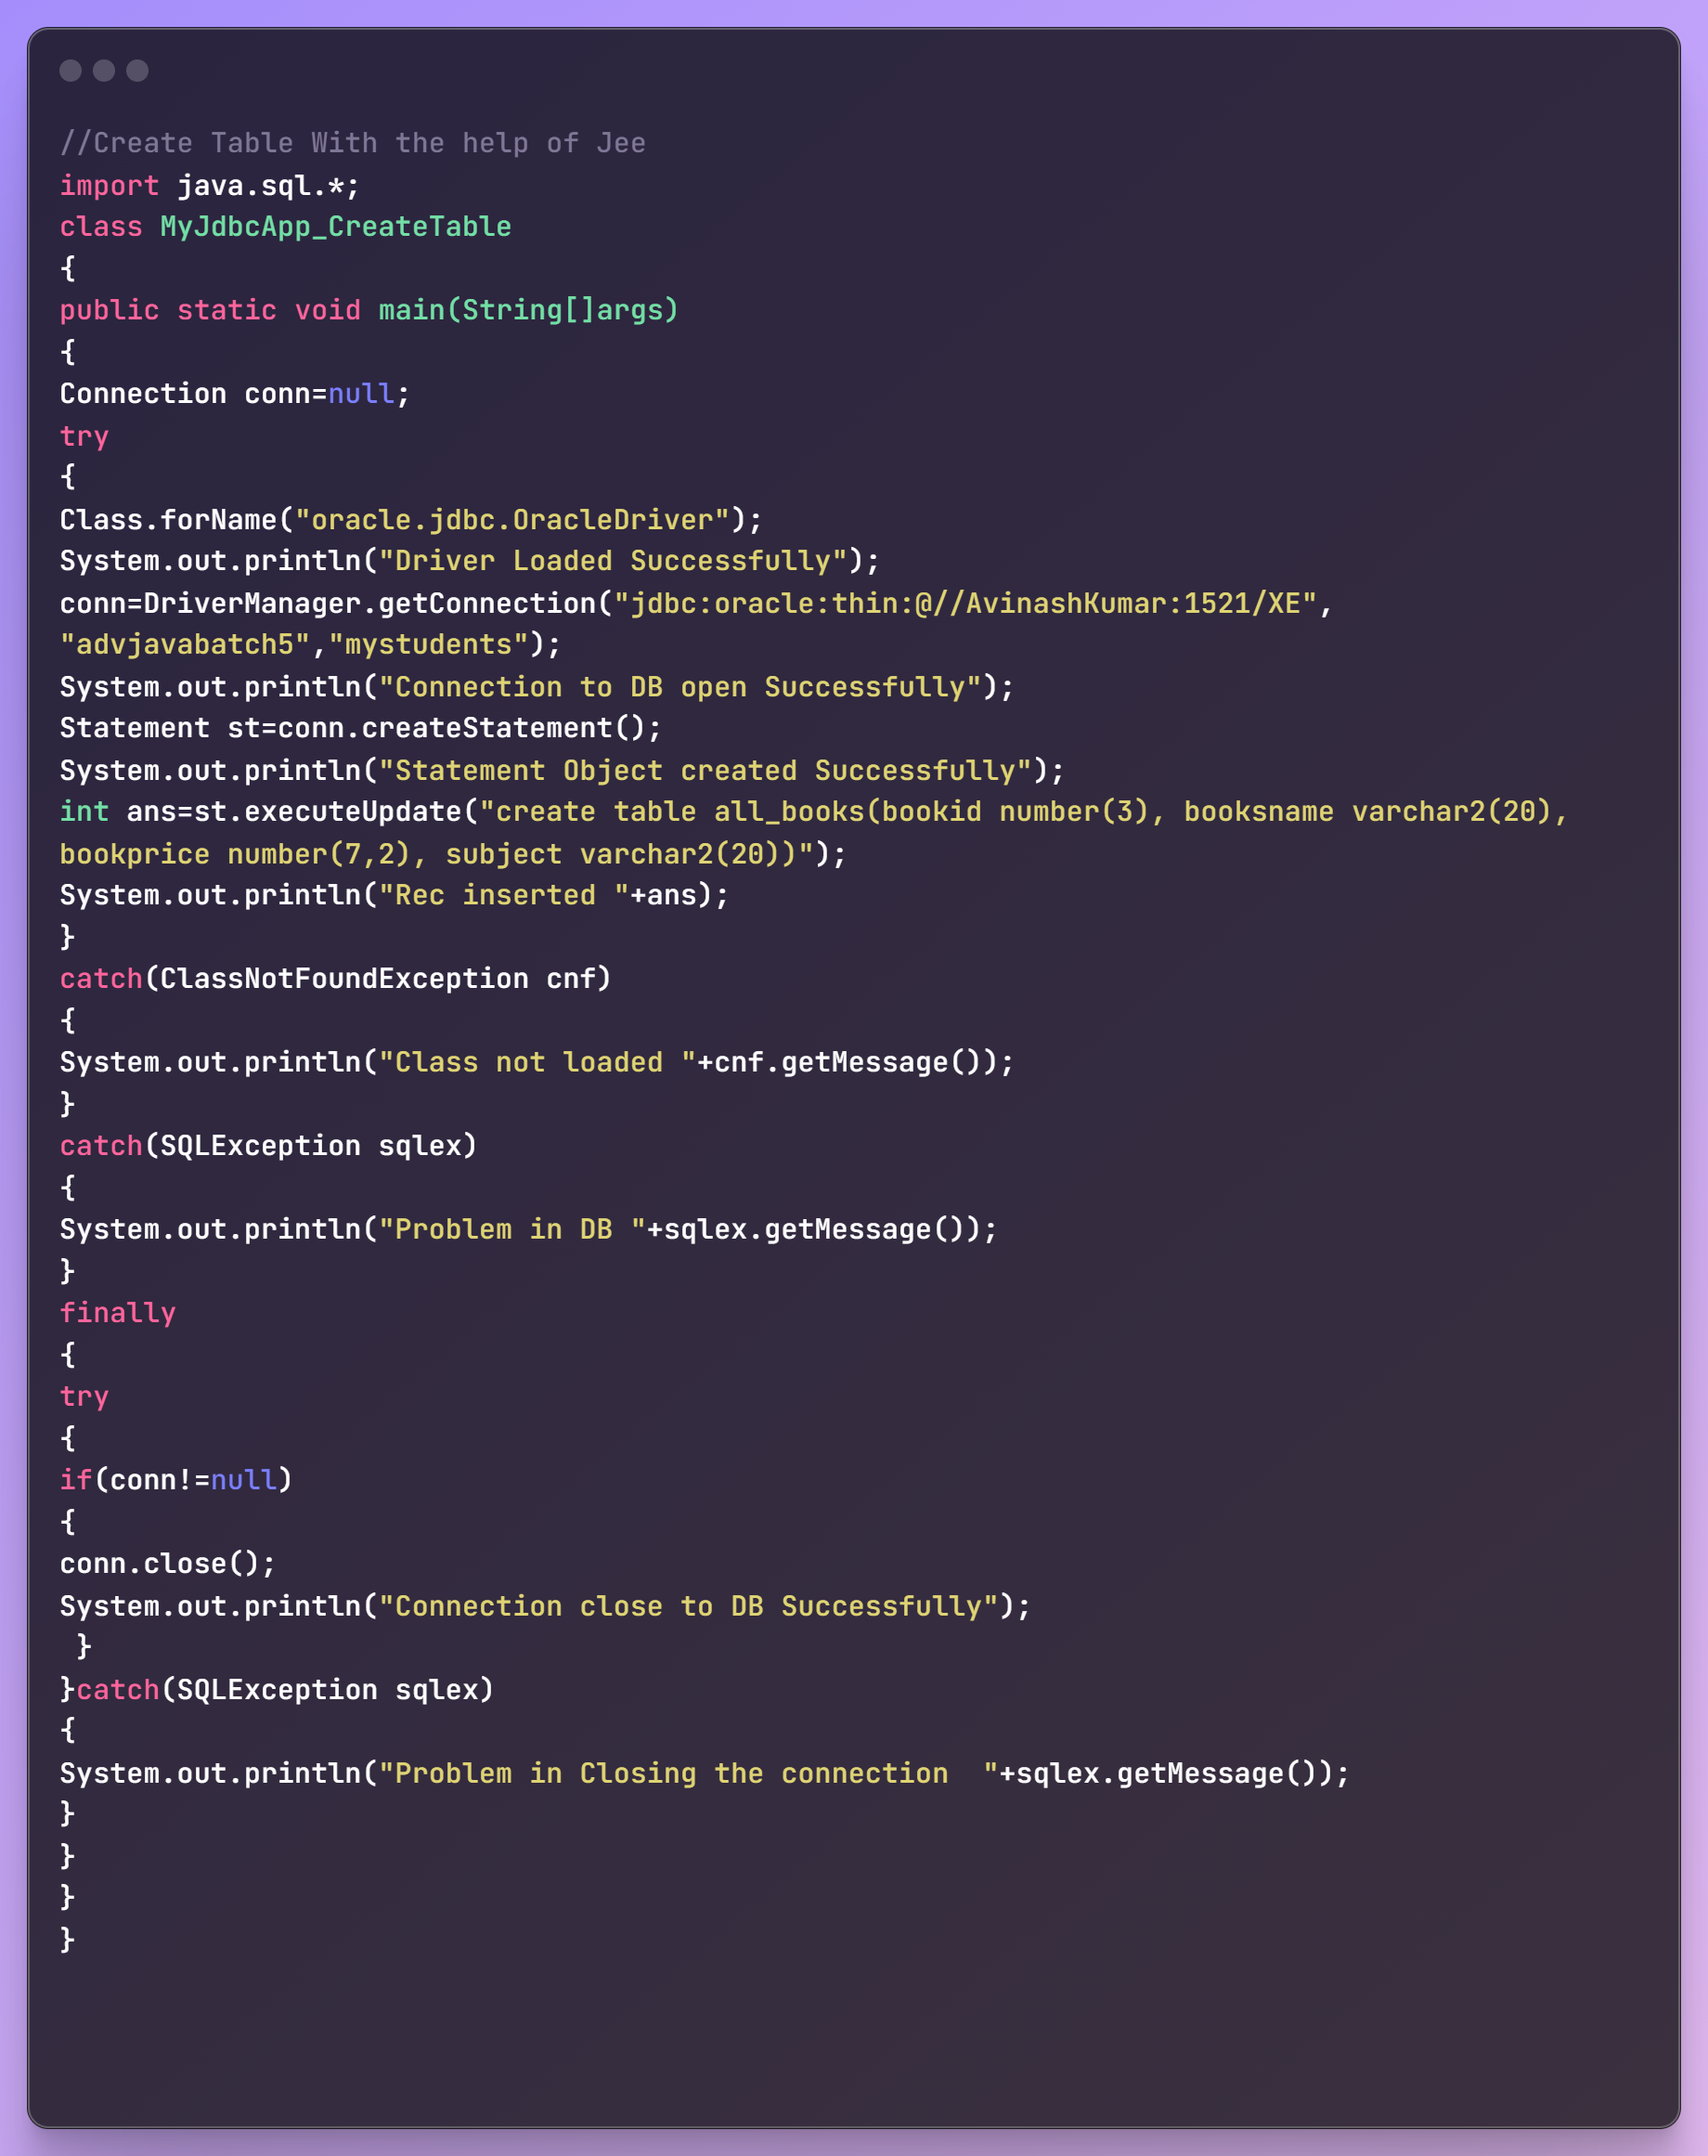 //Create Table With the help of Jee
import java.sql.*;
class MyJdbcApp_CreateTable
{
public static void main(String[]args)
{
Connection conn=null;
try
{
Class.forName("oracle.jdbc.OracleDriver");
System.out.println("Driver Loaded Successfully");
conn=DriverManager.getConnection("jdbc:oracle:thin:@//AvinashKumar:1521/XE",
"advjavabatch5","mystudents");
System.out.println("Connection to DB open Successfully");
Statement st=conn.createStatement();
System.out.println("Statement Object created Successfully");
int ans=st.executeUpdate("create table all_books(bookid number(3), booksname varchar2(20),
bookprice number(7,2), subject varchar2(20))");
System.out.println("Rec inserted "+ans);
}
catch(ClassNotFoundException cnf)
{
System.out.println("Class not loaded "+cnf.getMessage());
}
catch(SQLException sqlex)
{
System.out.println("Problem in DB "+sqlex.getMessage());
}
finally
{
try
{
if(conn!=null)
{
conn.close();
System.out.println("Connection close to DB Successfully");
 }
}catch(SQLException sqlex)
{
System.out.println("Problem in Closing the connection  "+sqlex.getMessage());
}
}
}
}